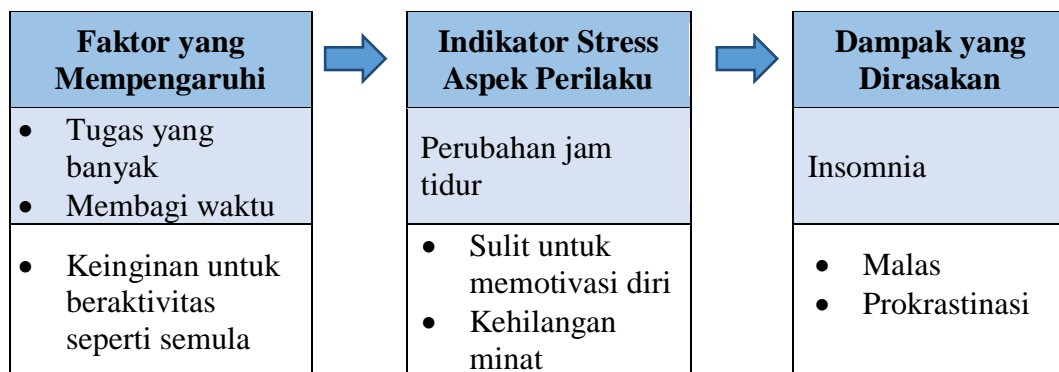 Faktor yang
Mempengaruhi
Indikator Stress
Aspek Perilaku
Dampak yang
Dirasakan
• Tugas yang
banyak
• Membagi waktu
Perubahan jam
tidur
Insomnia
• Keinginan untuk
beraktivitas
seperti semula
• Sulit untuk
memotivasi diri
• Kehilangan
minat
• Malas
• Prokrastinasi